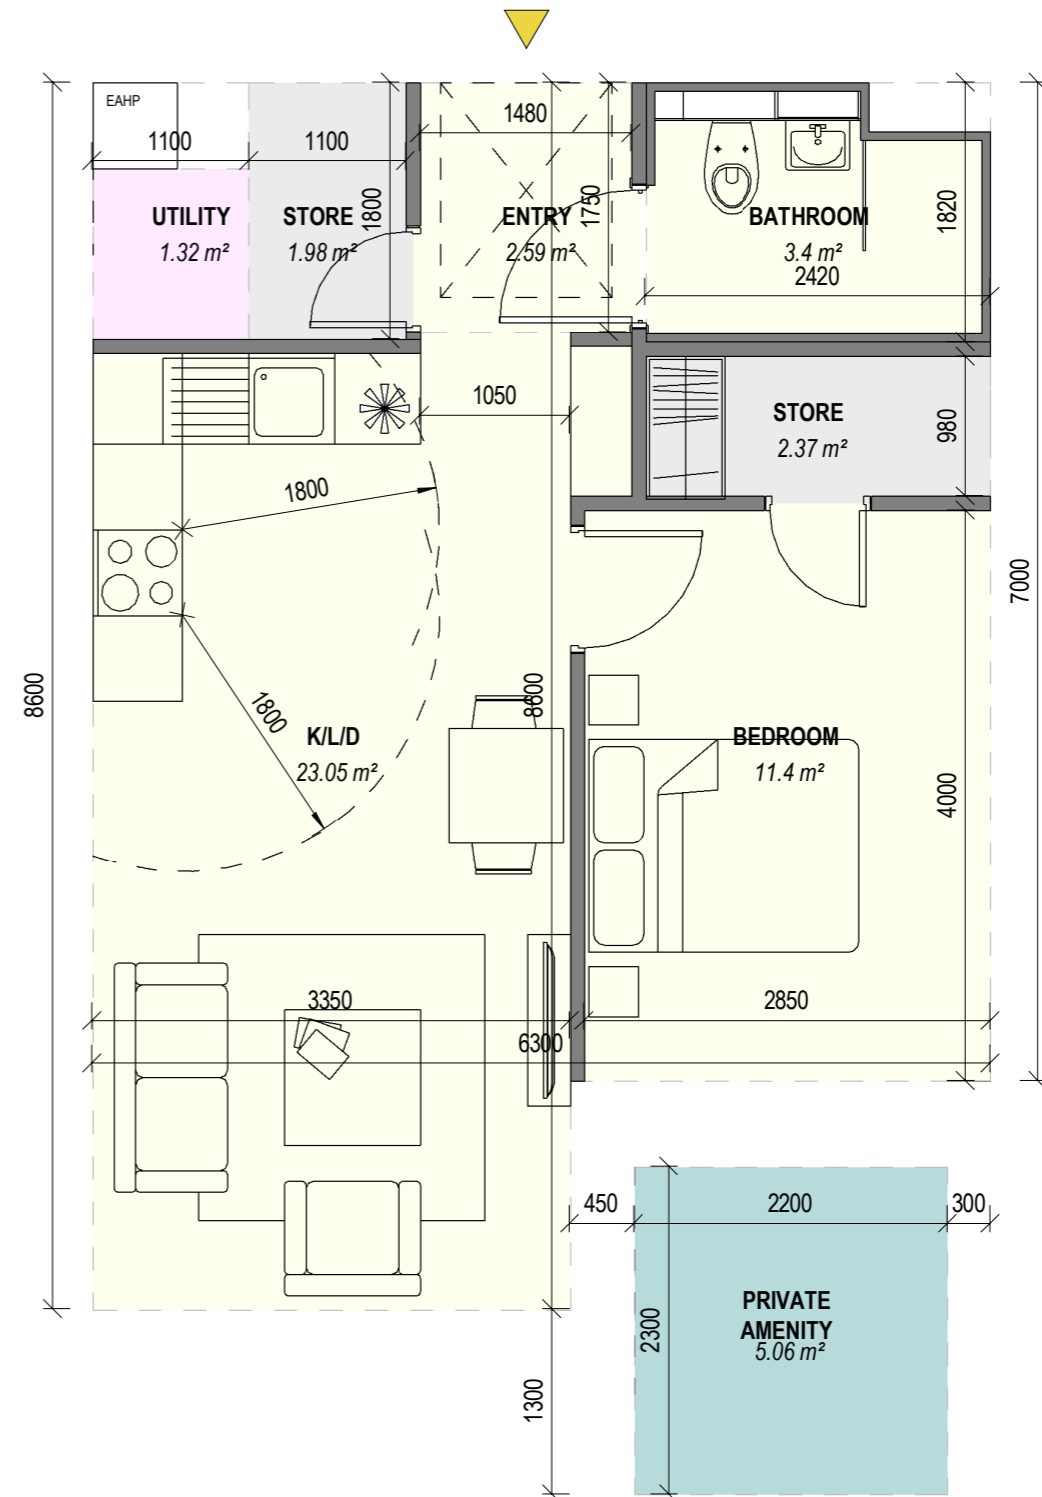 EAHP
1100
1100
1480
UTILITY
1.32 m²
STORE
1.98 m²
1800
ENTRY
2.59 m²
1750
BATHROOM
3.4 m²
2420
1820
1050
STORE
2.37 m²
980
1800
7000
8600
1800
K/L/D
23.05 m²
8600
BEDROOM
11.4 m²
4000
3350
2850
6300
450
2200
300
PRIVATE
AMENITY
5.06 m²
2300
1300